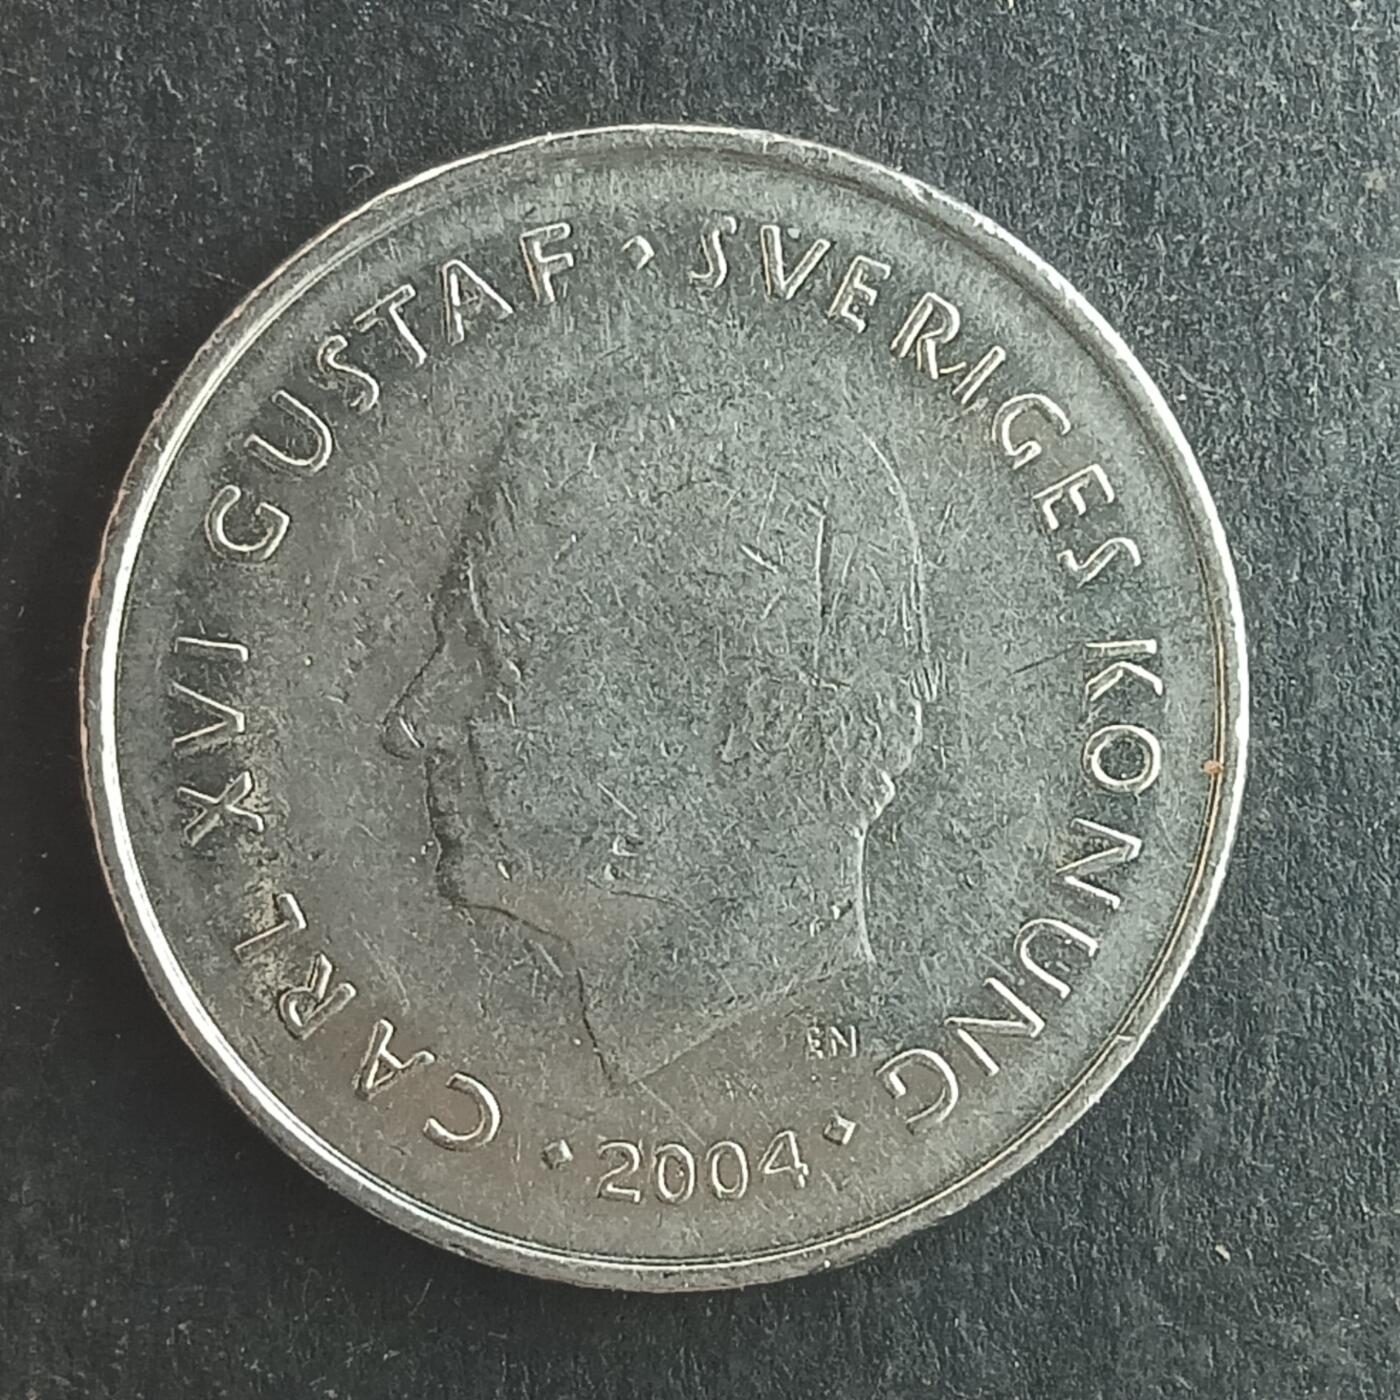 CARL XVI GUSTAF · SVERIGES KONUNG · 2004 ·
EN